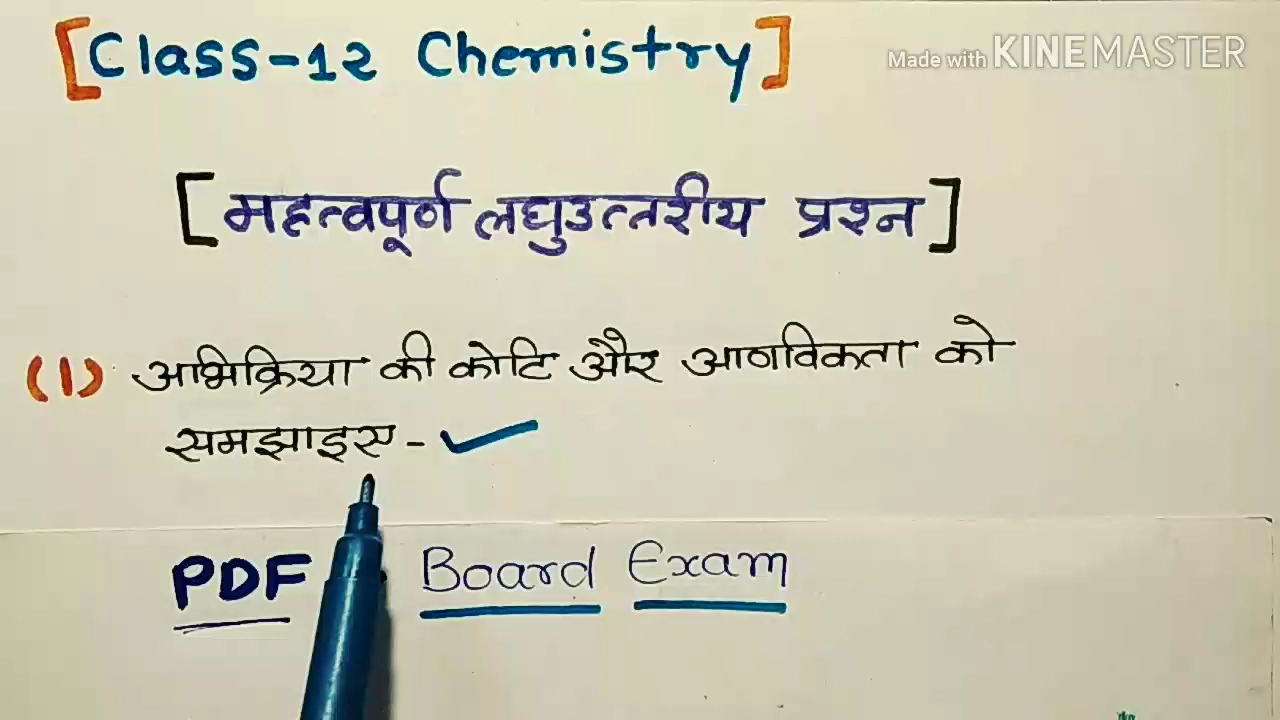 [Class-12 Chemistry]
Made with KINEMASTER
[महत्वपूर्ण लघुउत्तरीय प्रश्न]
(1) अभिक्रिया की कोटि और आणविकता को
समझाइए - ✓
PDF Board Exam